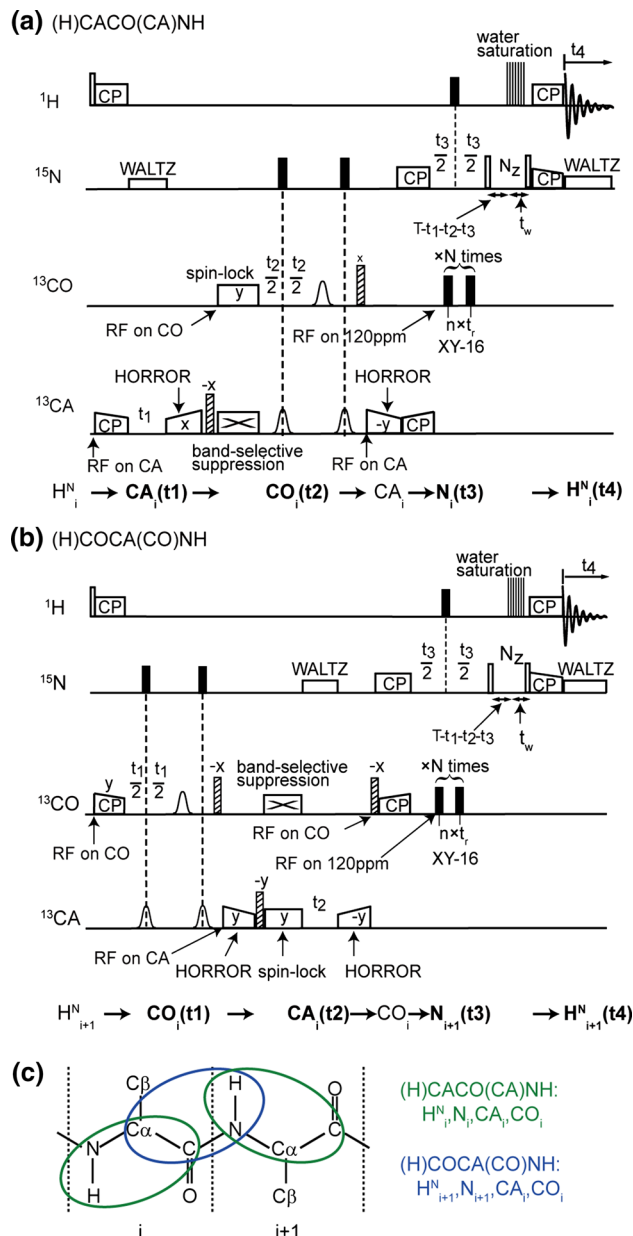 (a) (H)CACO(CA)NH
water
saturation
t4
¹H
CP
CP
t3/2 t3/2
¹⁵N
WALTZ
CP
Nz
CP
WALTZ
T-t1-t2-t3
tw
×N times
¹³CO
spin-lock
y
t2/2 t2/2
x
RF on CO
RF on 120ppm
n×tr
XY-16
HORROR
-x
HORROR
¹³CA
CP
t1
x
-y
CP
RF on CA
band-selective
suppression
RF on CA
Hᴺi → CAi(t1) → COi(t2) → CAi → Ni(t3) → Hᴺi(t4)
(b) (H)COCA(CO)NH
water
saturation
t4
¹H
CP
CP
t3/2 t3/2
¹⁵N
WALTZ
CP
Nz
CP
WALTZ
T-t1-t2-t3
tw
¹³CO
y
CP
t1/2 t1/2
-x
band-selective
suppression
-x
CP
×N times
RF on CO
RF on CO
RF on 120ppm
n×tr
XY-16
¹³CA
y
-y
y
t2
-y
RF on CA
HORROR spin-lock
HORROR
Hᴺi+1 → COi(t1) → CAi(t2) → COi → Ni+1(t3) → Hᴺi+1(t4)
(c)
Cβ
H
O
N
Cα
C
N
Cα
C
H
O
Cβ
i
i+1
(H)CACO(CA)NH:
Hᴺi,Ni,CAi,COi
(H)COCA(CO)NH:
Hᴺi+1,Ni+1,CAi,COi